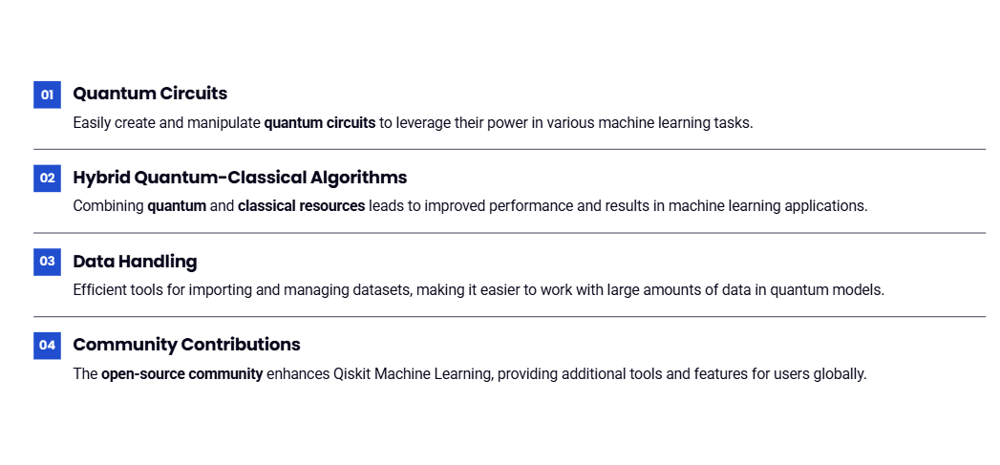 01 Quantum Circuits
Easily create and manipulate quantum circuits to leverage their power in various machine learning tasks.
02 Hybrid Quantum-Classical Algorithms
Combining quantum and classical resources leads to improved performance and results in machine learning applications.
03 Data Handling
Efficient tools for importing and managing datasets, making it easier to work with large amounts of data in quantum models.
04 Community Contributions
The open-source community enhances Qiskit Machine Learning, providing additional tools and features for users globally.